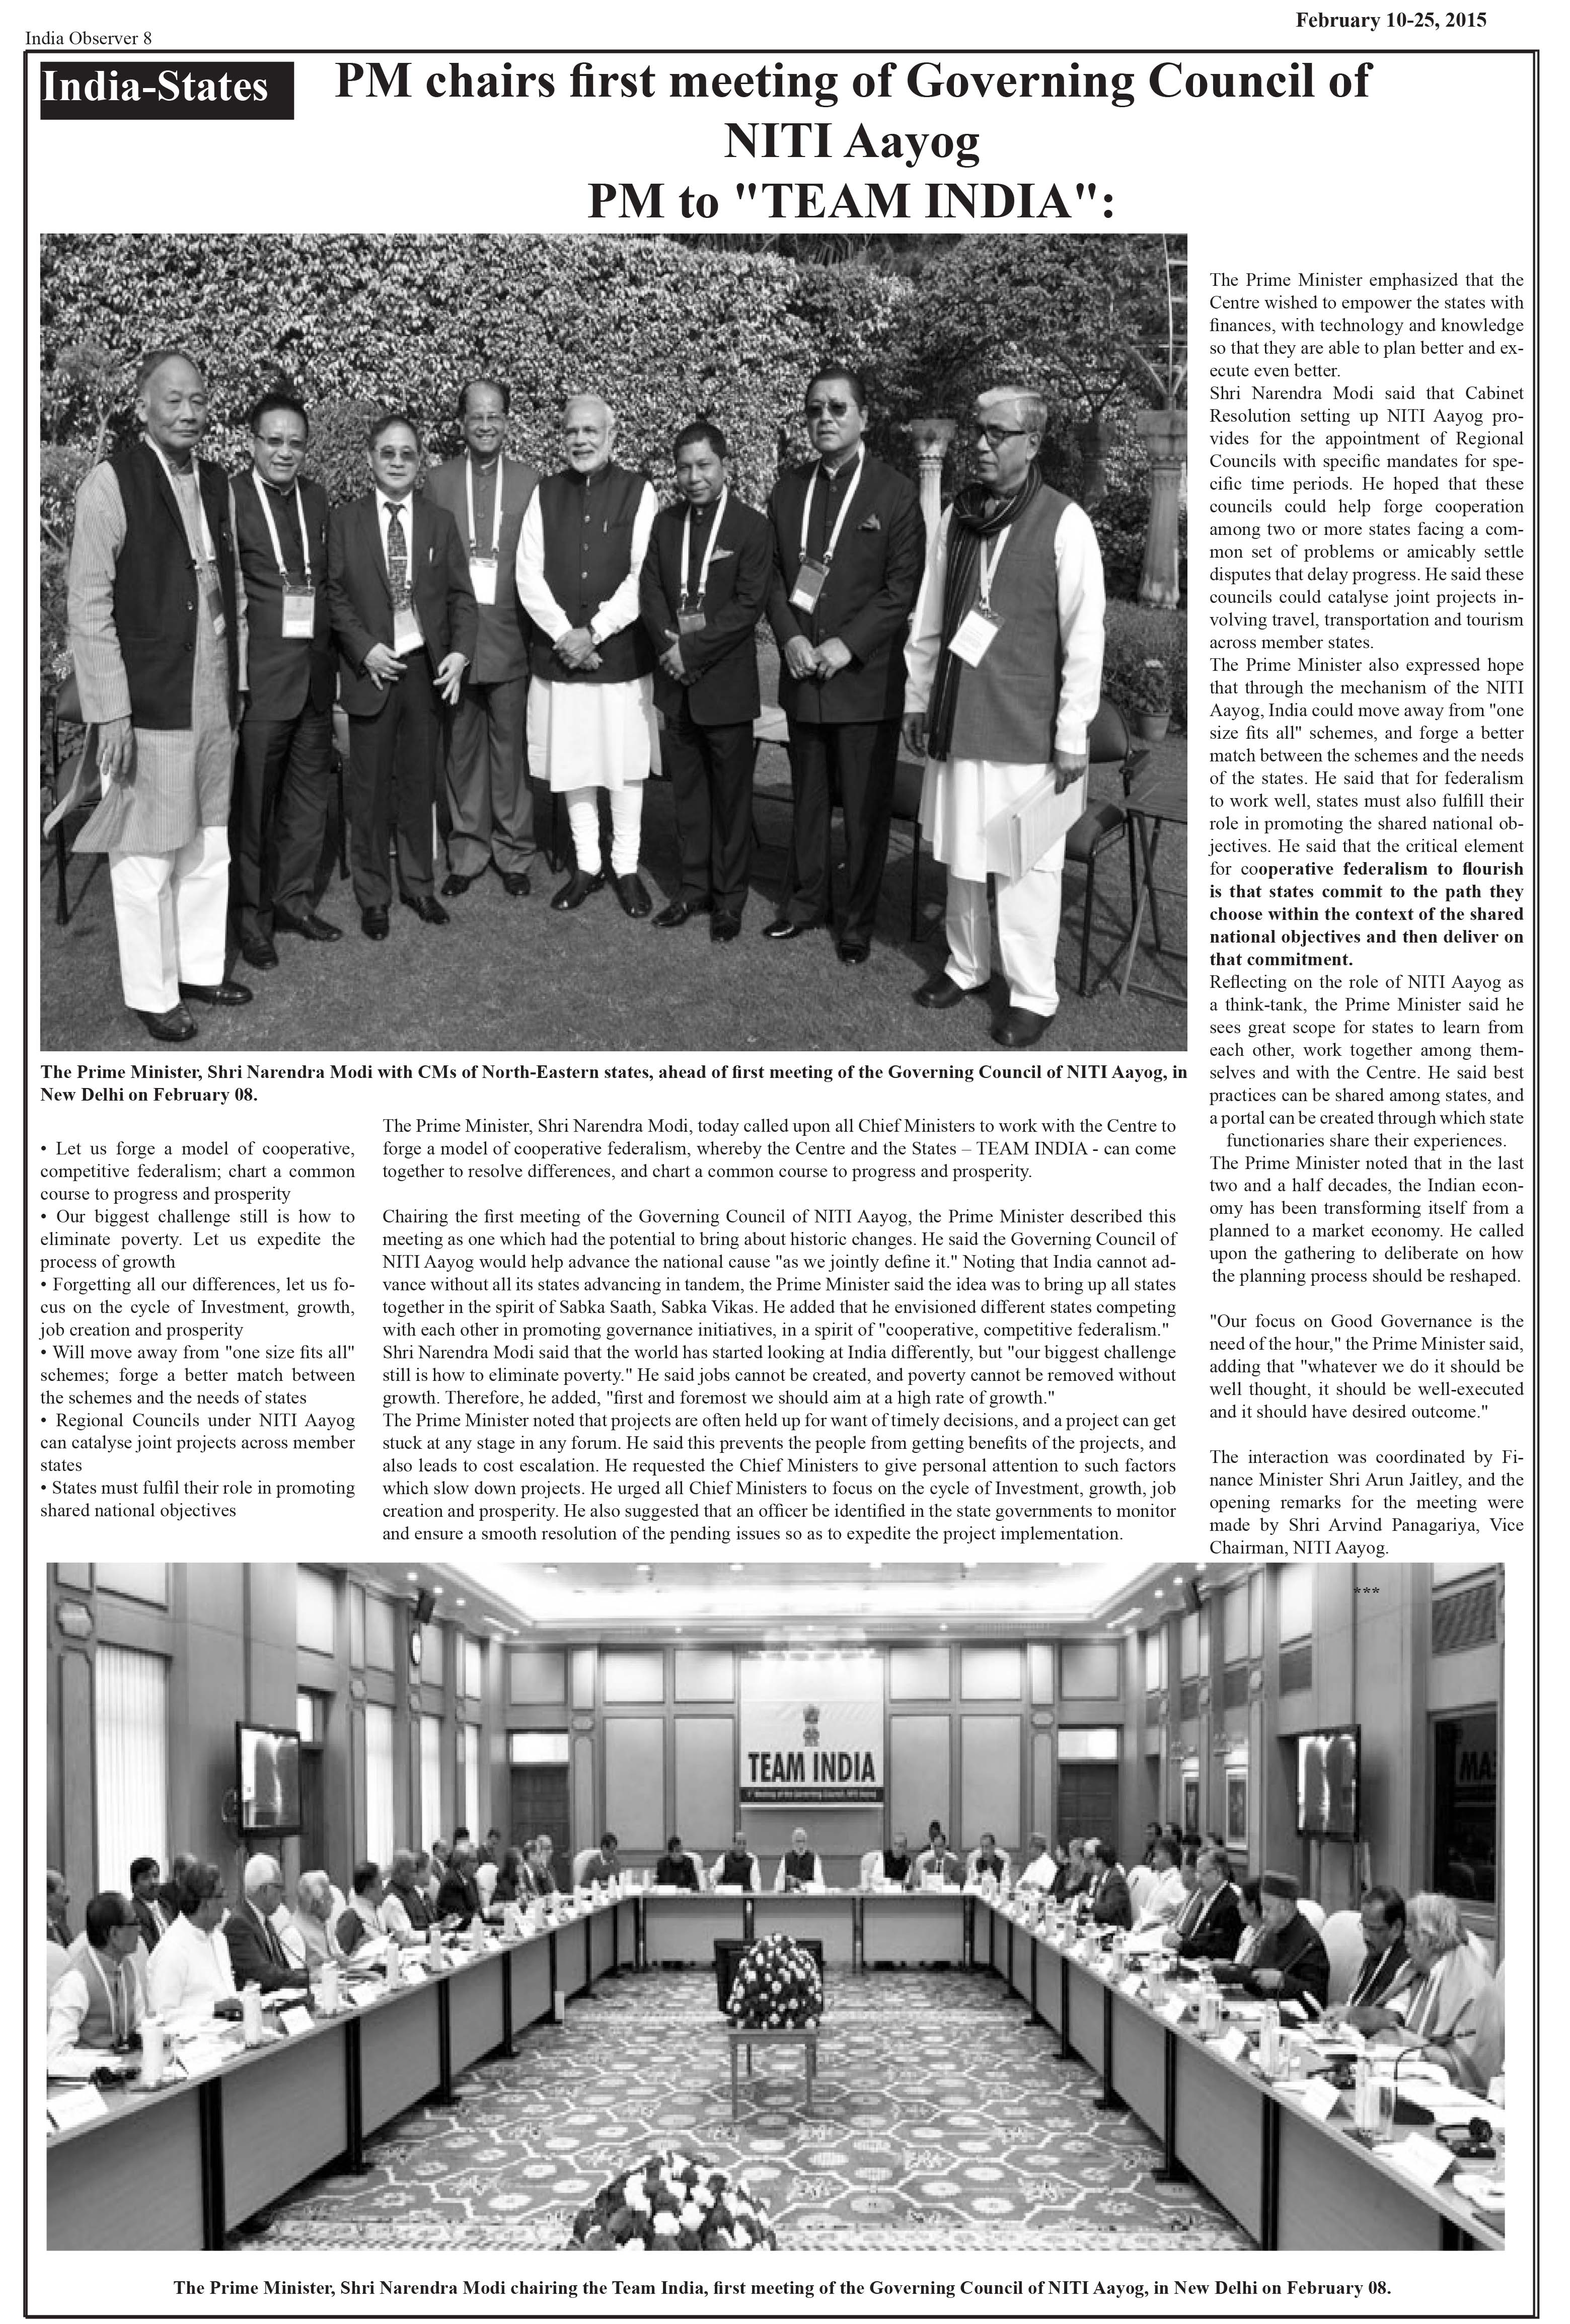 India Observer 8
February 10-25, 2015
India-States
PM chairs first meeting of Governing Council of
NITI Aayog
PM to "TEAM INDIA":
The Prime Minister, Shri Narendra Modi with CMs of North-Eastern states, ahead of first meeting of the Governing Council of NITI Aayog, in
New Delhi on February 08.
• Let us forge a model of cooperative,
competitive federalism; chart a common
course to progress and prosperity
• Our biggest challenge still is how to
eliminate poverty. Let us expedite the
process of growth
• Forgetting all our differences, let us fo-
cus on the cycle of Investment, growth,
job creation and prosperity
• Will move away from "one size fits all"
schemes; forge a better match between
the schemes and the needs of states
• Regional Councils under NITI Aayog
can catalyse joint projects across member
states
• States must fulfil their role in promoting
shared national objectives
The Prime Minister, Shri Narendra Modi, today called upon all Chief Ministers to work with the Centre to
forge a model of cooperative federalism, whereby the Centre and the States – TEAM INDIA - can come
together to resolve differences, and chart a common course to progress and prosperity.
Chairing the first meeting of the Governing Council of NITI Aayog, the Prime Minister described this
meeting as one which had the potential to bring about historic changes. He said the Governing Council of
NITI Aayog would help advance the national cause "as we jointly define it." Noting that India cannot ad-
vance without all its states advancing in tandem, the Prime Minister said the idea was to bring up all states
together in the spirit of Sabka Saath, Sabka Vikas. He added that he envisioned different states competing
with each other in promoting governance initiatives, in a spirit of "cooperative, competitive federalism."
Shri Narendra Modi said that the world has started looking at India differently, but "our biggest challenge
still is how to eliminate poverty." He said jobs cannot be created, and poverty cannot be removed without
growth. Therefore, he added, "first and foremost we should aim at a high rate of growth."
The Prime Minister noted that projects are often held up for want of timely decisions, and a project can get
stuck at any stage in any forum. He said this prevents the people from getting benefits of the projects, and
also leads to cost escalation. He requested the Chief Ministers to give personal attention to such factors
which slow down projects. He urged all Chief Ministers to focus on the cycle of Investment, growth, job
creation and prosperity. He also suggested that an officer be identified in the state governments to monitor
and ensure a smooth resolution of the pending issues so as to expedite the project implementation.
The Prime Minister emphasized that the
Centre wished to empower the states with
finances, with technology and knowledge
so that they are able to plan better and ex-
ecute even better.
Shri Narendra Modi said that Cabinet
Resolution setting up NITI Aayog pro-
vides for the appointment of Regional
Councils with specific mandates for spe-
cific time periods. He hoped that these
councils could help forge cooperation
among two or more states facing a com-
mon set of problems or amicably settle
disputes that delay progress. He said these
councils could catalyse joint projects in-
volving travel, transportation and tourism
across member states.
The Prime Minister also expressed hope
that through the mechanism of the NITI
Aayog, India could move away from "one
size fits all" schemes, and forge a better
match between the schemes and the needs
of the states. He said that for federalism
to work well, states must also fulfill their
role in promoting the shared national ob-
jectives. He said that the critical element
for cooperative federalism to flourish
is that states commit to the path they
choose within the context of the shared
national objectives and then deliver on
that commitment.
Reflecting on the role of NITI Aayog as
a think-tank, the Prime Minister said he
sees great scope for states to learn from
each other, work together among them-
selves and with the Centre. He said best
practices can be shared among states, and
a portal can be created through which state
functionaries share their experiences.
The Prime Minister noted that in the last
two and a half decades, the Indian econ-
omy has been transforming itself from a
planned to a market economy. He called
upon the gathering to deliberate on how
the planning process should be reshaped.
"Our focus on Good Governance is the
need of the hour," the Prime Minister said,
adding that "whatever we do it should be
well thought, it should be well-executed
and it should have desired outcome."
The interaction was coordinated by Fi-
nance Minister Shri Arun Jaitley, and the
opening remarks for the meeting were
made by Shri Arvind Panagariya, Vice
Chairman, NITI Aayog.
***
TEAM INDIA
Meeting of the Governing Council, NITI Aayog
The Prime Minister, Shri Narendra Modi chairing the Team India, first meeting of the Governing Council of NITI Aayog, in New Delhi on February 08.